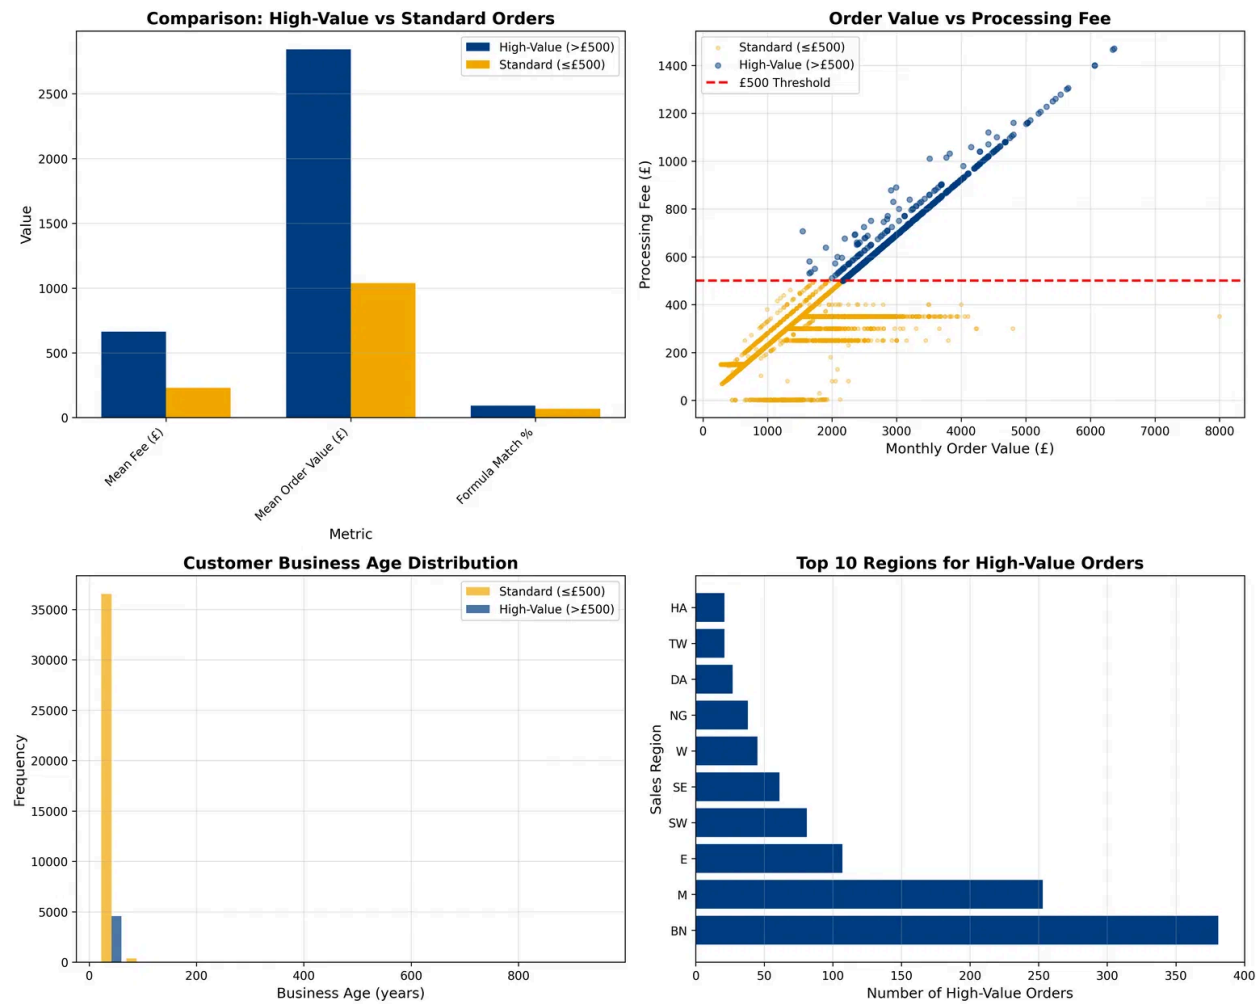 Comparison: High-Value vs Standard Orders
High-Value (>£500)
Standard (≤£500)
2500
2000
1500
1000
500
0
Value
Mean Fee (£)
Mean Order Value (£)
Formula Match %
Metric
Order Value vs Processing Fee
Standard (≤£500)
High-Value (>£500)
£500 Threshold
1400
1200
1000
800
600
400
200
0
Processing Fee (£)
0 1000 2000 3000 4000 5000 6000 7000 8000
Monthly Order Value (£)
Customer Business Age Distribution
Standard (≤£500)
High-Value (>£500)
35000
30000
25000
20000
15000
10000
5000
0
Frequency
0 200 400 600 800
Business Age (years)
Top 10 Regions for High-Value Orders
HA
TW
DA
NG
W
SE
SW
E
M
BN
Sales Region
0 50 100 150 200 250 300 350 400
Number of High-Value Orders